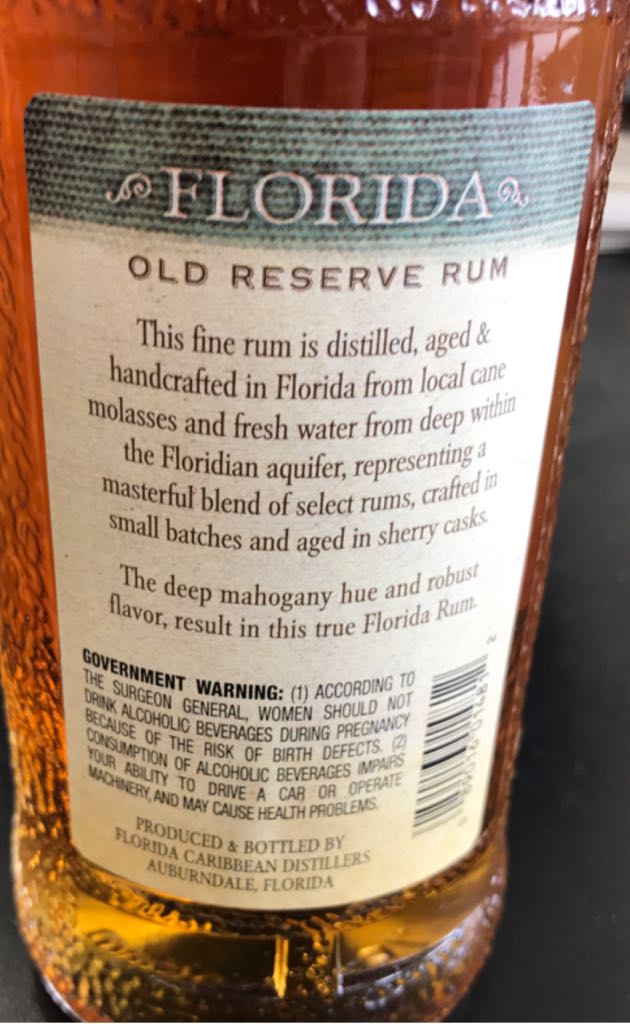 FLORIDA
OLD RESERVE RUM
This fine rum is distilled, aged &
handcrafted in Florida from local cane
molasses and fresh water from deep within
the Floridian aquifer, representing a
masterful blend of select rums, crafted in
small batches and aged in sherry casks.
The deep mahogany hue and robust
flavor, result in this true Florida Rum.
GOVERNMENT WARNING: (1) ACCORDING TO
THE SURGEON GENERAL, WOMEN SHOULD NOT
DRINK ALCOHOLIC BEVERAGES DURING PREGNANCY
BECAUSE OF THE RISK OF BIRTH DEFECTS. (2)
CONSUMPTION OF ALCOHOLIC BEVERAGES IMPAIRS
YOUR ABILITY TO DRIVE A CAR OR OPERATE
MACHINERY, AND MAY CAUSE HEALTH PROBLEMS.
PRODUCED & BOTTLED BY
FLORIDA CARIBBEAN DISTILLERS
AUBURNDALE, FLORIDA